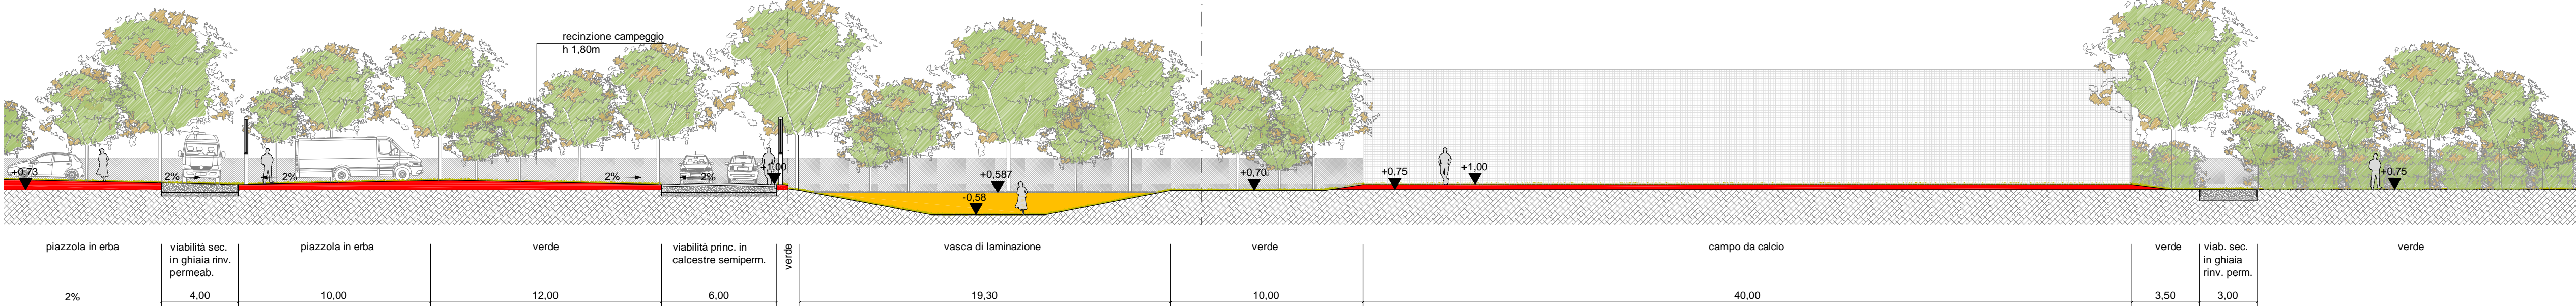 recinzione campeggio
h 1,80m
+0,73
2%
2%
2%
2%
+1,00
+0,587
-0,58
+0,70
+0,75
+1,00
+0,75
piazzola in erba
viabilità sec.
in ghiaia rinv.
permeab.
piazzola in erba
verde
viabilità princ. in
calcestre semiperm.
verde
vasca di laminazione
verde
campo da calcio
verde
viab. sec.
in ghiaia
rinv. perm.
verde
2%
4,00
10,00
12,00
6,00
19,30
10,00
40,00
3,50
3,00